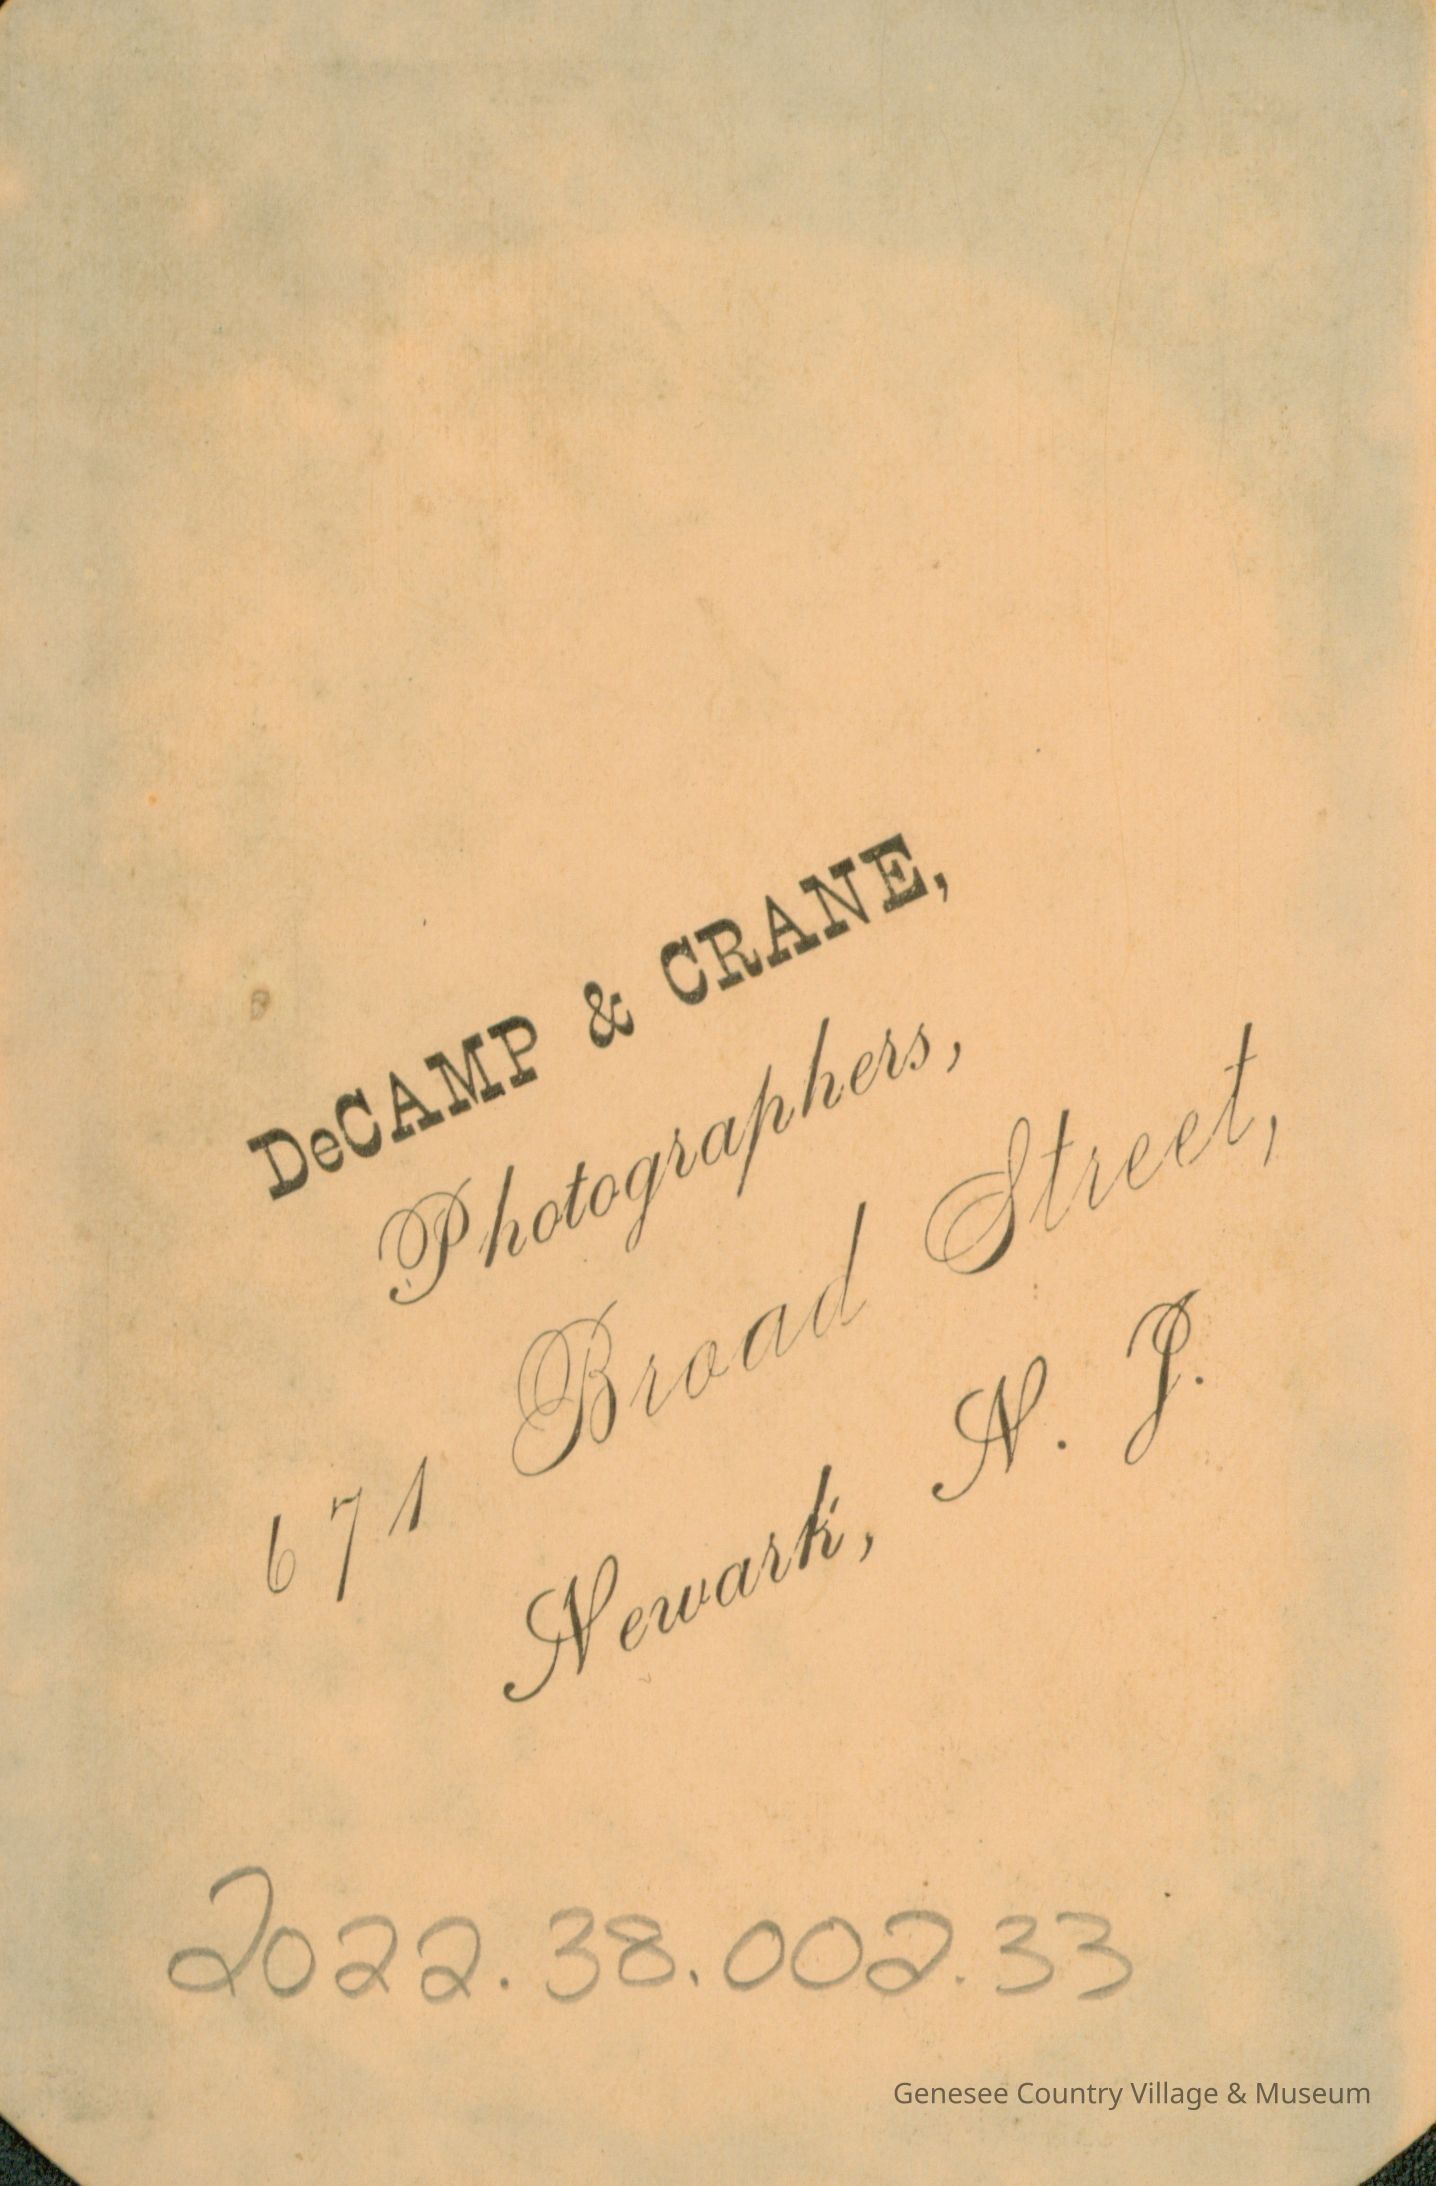 DeCAMP & CRANE,
Photographers,
671 Broad Street,
Newark, N. J.
2022.38.002.33
Genesee Country Village & Museum